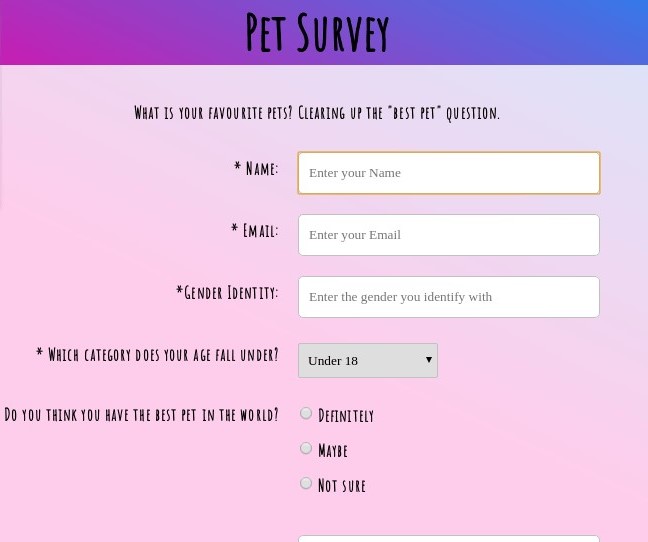 Pet Survey
What is your favourite pets? Clearing up the "best pet" question.
* Name:
Enter your Name
* Email:
Enter your Email
*Gender Identity:
Enter the gender you identify with
* Which category does your age fall under?
Under 18
Do you think you have the best pet in the world?
Definitely
Maybe
Not sure